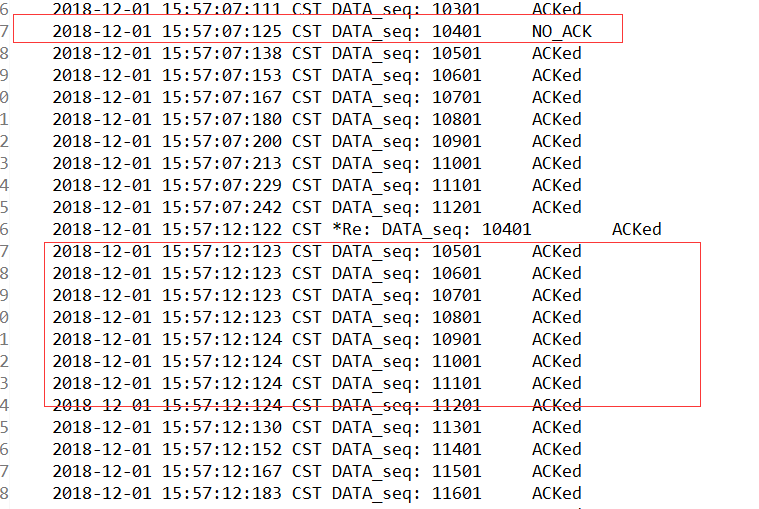 6 2018-12-01 15:57:07:111 CST DATA_seq: 10301 ACKed
7 2018-12-01 15:57:07:125 CST DATA_seq: 10401 NO_ACK
8 2018-12-01 15:57:07:138 CST DATA_seq: 10501 ACKed
9 2018-12-01 15:57:07:153 CST DATA_seq: 10601 ACKed
0 2018-12-01 15:57:07:167 CST DATA_seq: 10701 ACKed
1 2018-12-01 15:57:07:180 CST DATA_seq: 10801 ACKed
2 2018-12-01 15:57:07:200 CST DATA_seq: 10901 ACKed
3 2018-12-01 15:57:07:213 CST DATA_seq: 11001 ACKed
4 2018-12-01 15:57:07:229 CST DATA_seq: 11101 ACKed
5 2018-12-01 15:57:07:242 CST DATA_seq: 11201 ACKed
6 2018-12-01 15:57:12:122 CST *Re: DATA_seq: 10401 ACKed
7 2018-12-01 15:57:12:123 CST DATA_seq: 10501 ACKed
8 2018-12-01 15:57:12:123 CST DATA_seq: 10601 ACKed
9 2018-12-01 15:57:12:123 CST DATA_seq: 10701 ACKed
0 2018-12-01 15:57:12:123 CST DATA_seq: 10801 ACKed
1 2018-12-01 15:57:12:124 CST DATA_seq: 10901 ACKed
2 2018-12-01 15:57:12:124 CST DATA_seq: 11001 ACKed
3 2018-12-01 15:57:12:124 CST DATA_seq: 11101 ACKed
4 2018-12-01 15:57:12:124 CST DATA_seq: 11201 ACKed
5 2018-12-01 15:57:12:130 CST DATA_seq: 11301 ACKed
6 2018-12-01 15:57:12:152 CST DATA_seq: 11401 ACKed
7 2018-12-01 15:57:12:167 CST DATA_seq: 11501 ACKed
8 2018-12-01 15:57:12:183 CST DATA_seq: 11601 ACKed